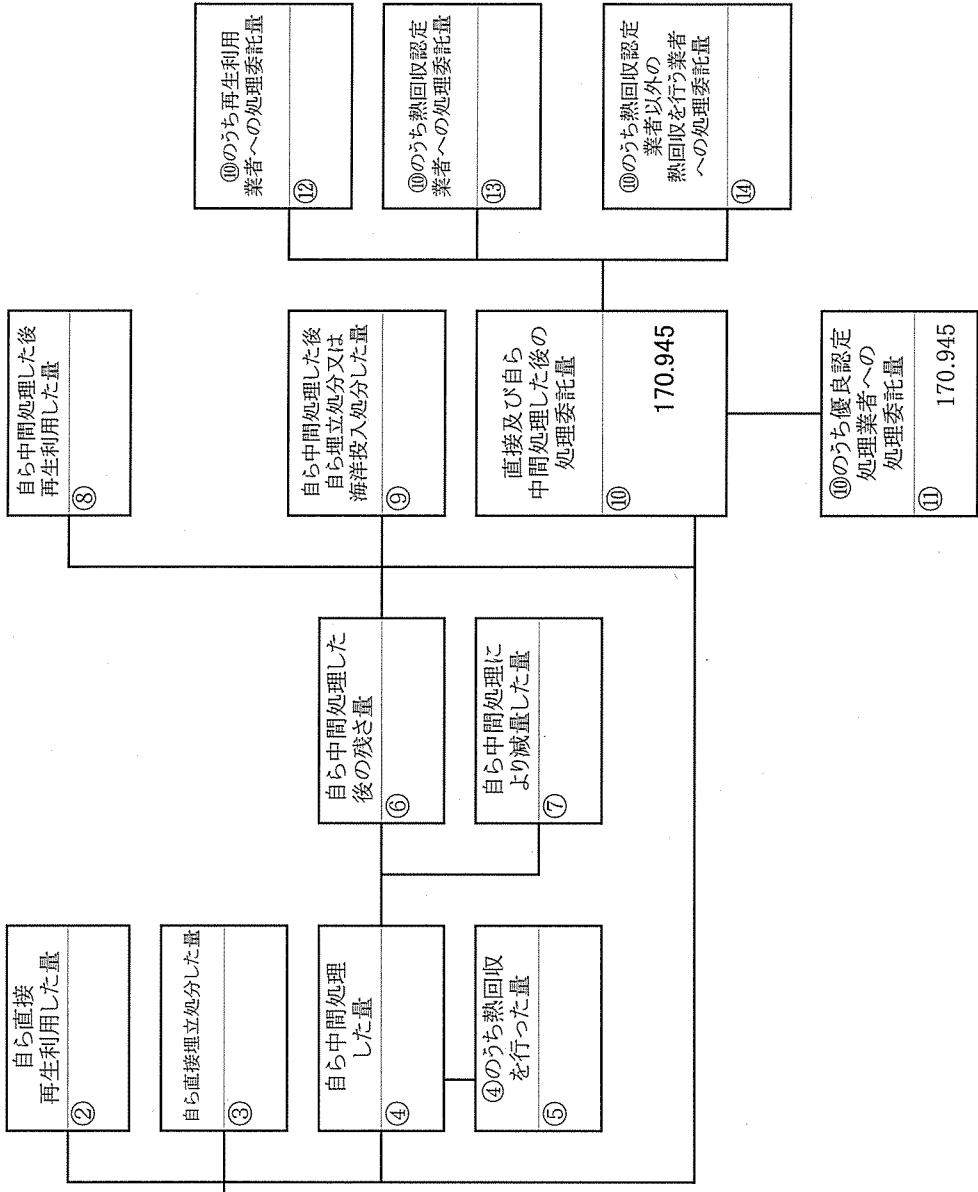 自ら直接
再生利用した量
②
自ら直接埋立処分した量
③
自ら中間処理
した量
④
④のうち熱回収
を行った量
⑤
自ら中間処理した
後の残さ量
⑥
自ら中間処理に
より減量した量
⑦
自ら中間処理した後
再生利用した量
⑧
自ら中間処理した後
自ら埋立処分又は
海洋投入処分した量
⑨
直接及び自ら
中間処理した後の
処理委託量
⑩
170.945
⑩のうち優良認定
処理業者への
処理委託量
⑪
170.945
⑩のうち再生利用
業者への処理委託量
⑫
⑩のうち熱回収認定
業者への処理委託量
⑬
⑩のうち熱回収認定
業者以外の
熱回収を行う業者
への処理委託量
⑭